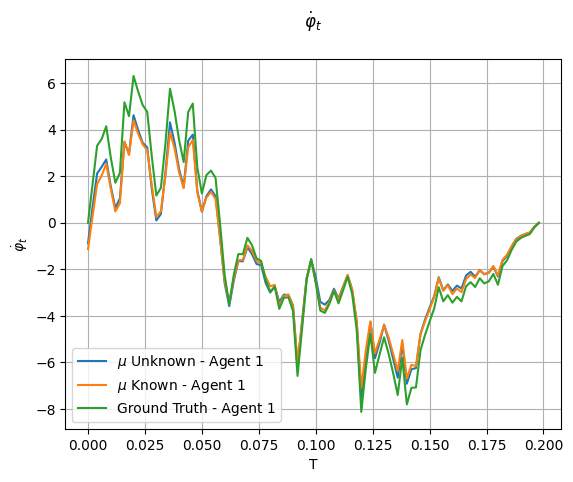 φ̇ₜ
6
4
2
0
−2
−4
−6
−8
φ̇ₜ
μ Unknown - Agent 1
μ Known - Agent 1
Ground Truth - Agent 1
0.000 0.025 0.050 0.075 0.100 0.125 0.150 0.175 0.200
T